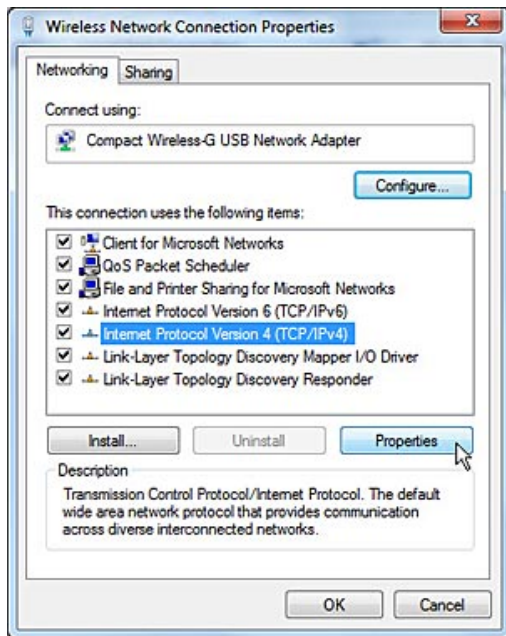 Wireless Network Connection Properties
Networking
Sharing
Connect using:
Compact Wireless-G USB Network Adapter
Configure...
This connection uses the following items:
Client for Microsoft Networks
QoS Packet Scheduler
File and Printer Sharing for Microsoft Networks
Internet Protocol Version 6 (TCP/IPv6)
Internet Protocol Version 4 (TCP/IPv4)
Link-Layer Topology Discovery Mapper I/O Driver
Link-Layer Topology Discovery Responder
Install...
Uninstall
Properties
Description
Transmission Control Protocol/Internet Protocol. The default
wide area network protocol that provides communication
across diverse interconnected networks.
OK
Cancel